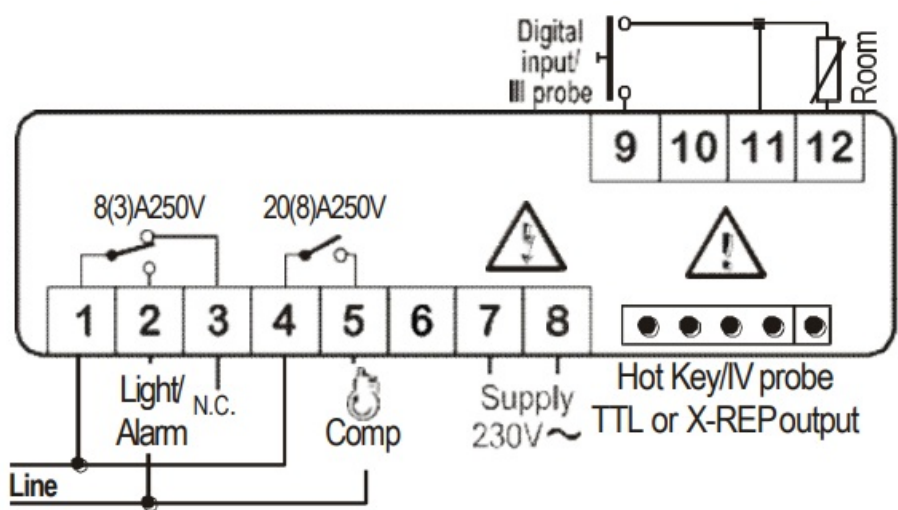 Digital
input/
III probe
Room
9 10 11 12
8(3)A250V 20(8)A250V
1 2 3 4 5 6 7 8
Light/
Alarm
N.C.
Comp
Supply
230V~
Hot Key/IV probe
TTL or X-REP output
Line